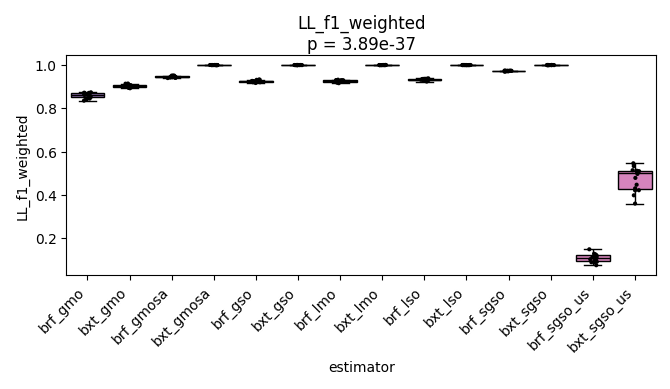 LL_f1_weighted
p = 3.89e-37
1.0
0.8
0.6
0.4
0.2
LL_f1_weighted
brf_gmo
bxt_gmo
brf_gmosa
bxt_gmosa
brf_gso
bxt_gso
brf_lmo
bxt_lmo
brf_lso
bxt_lso
brf_sgso
bxt_sgso
brf_sgso_us
bxt_sgso_us
estimator